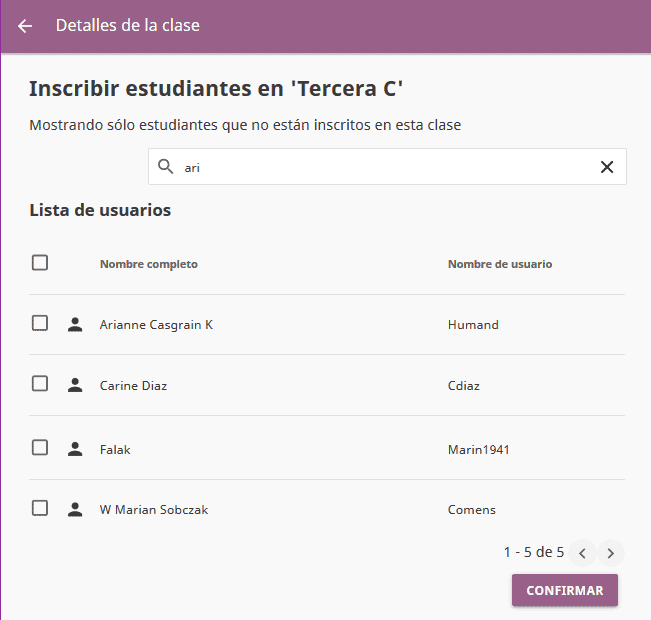 Detalles de la clase
Inscribir estudiantes en 'Tercera C'
Mostrando sólo estudiantes que no están inscritos en esta clase
ari
Lista de usuarios
Nombre completo Nombre de usuario
Arianne Casgrain K Humand
Carine Diaz Cdiaz
Falak Marin1941
W Marian Sobczak Comens
1 - 5 de 5
CONFIRMAR